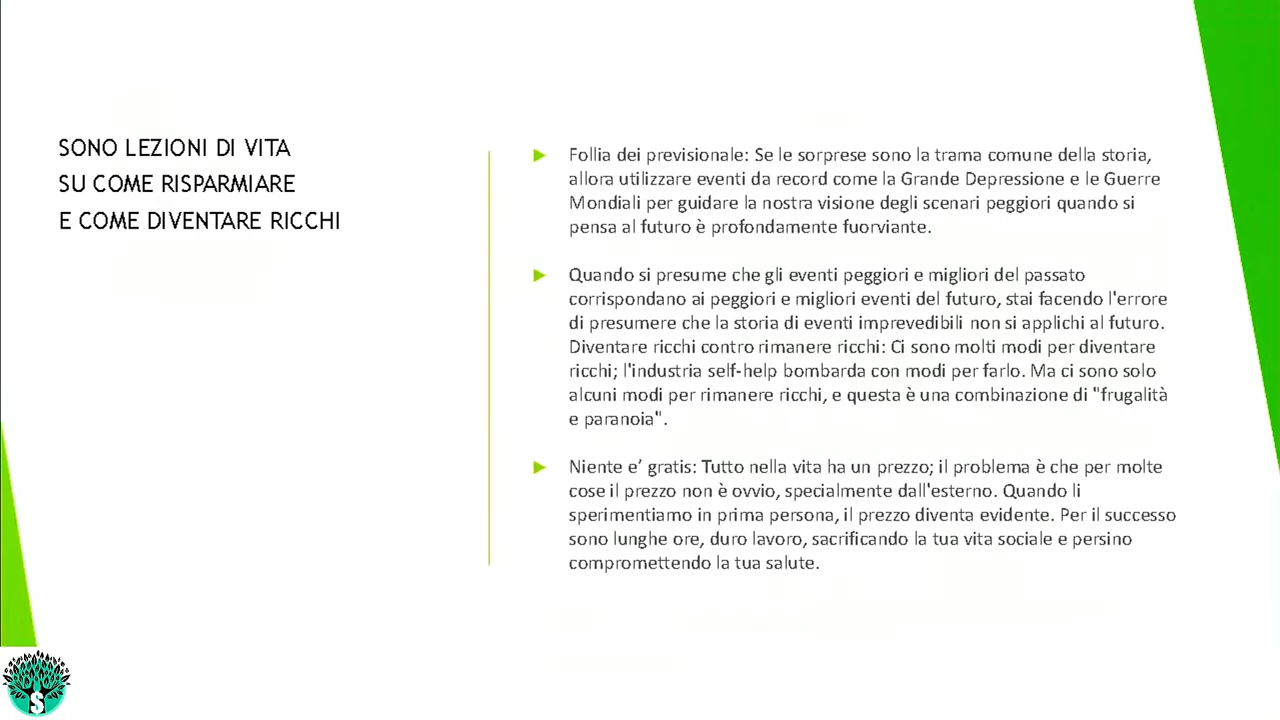 SONO LEZIONI DI VITA
SU COME RISPARMIARE
E COME DIVENTARE RICCHI
Follia dei previsionale: Se le sorprese sono la trama comune della storia,
allora utilizzare eventi da record come la Grande Depressione e le Guerre
Mondiali per guidare la nostra visione degli scenari peggiori quando si
pensa al futuro è profondamente fuorviante.
Quando si presume che gli eventi peggiori e migliori del passato
corrispondano ai peggiori e migliori eventi del futuro, stai facendo l'errore
di presumere che la storia di eventi imprevedibili non si applichi al futuro.
Diventare ricchi contro rimanere ricchi: Ci sono molti modi per diventare
ricchi; l'industria self-help bombarda con modi per farlo. Ma ci sono solo
alcuni modi per rimanere ricchi, e questa è una combinazione di "frugalità
e paranoia".
Niente e’ gratis: Tutto nella vita ha un prezzo; il problema è che per molte
cose il prezzo non è ovvio, specialmente dall'esterno. Quando li
sperimentiamo in prima persona, il prezzo diventa evidente. Per il successo
sono lunghe ore, duro lavoro, sacrificando la tua vita sociale e persino
compromettendo la tua salute.
$